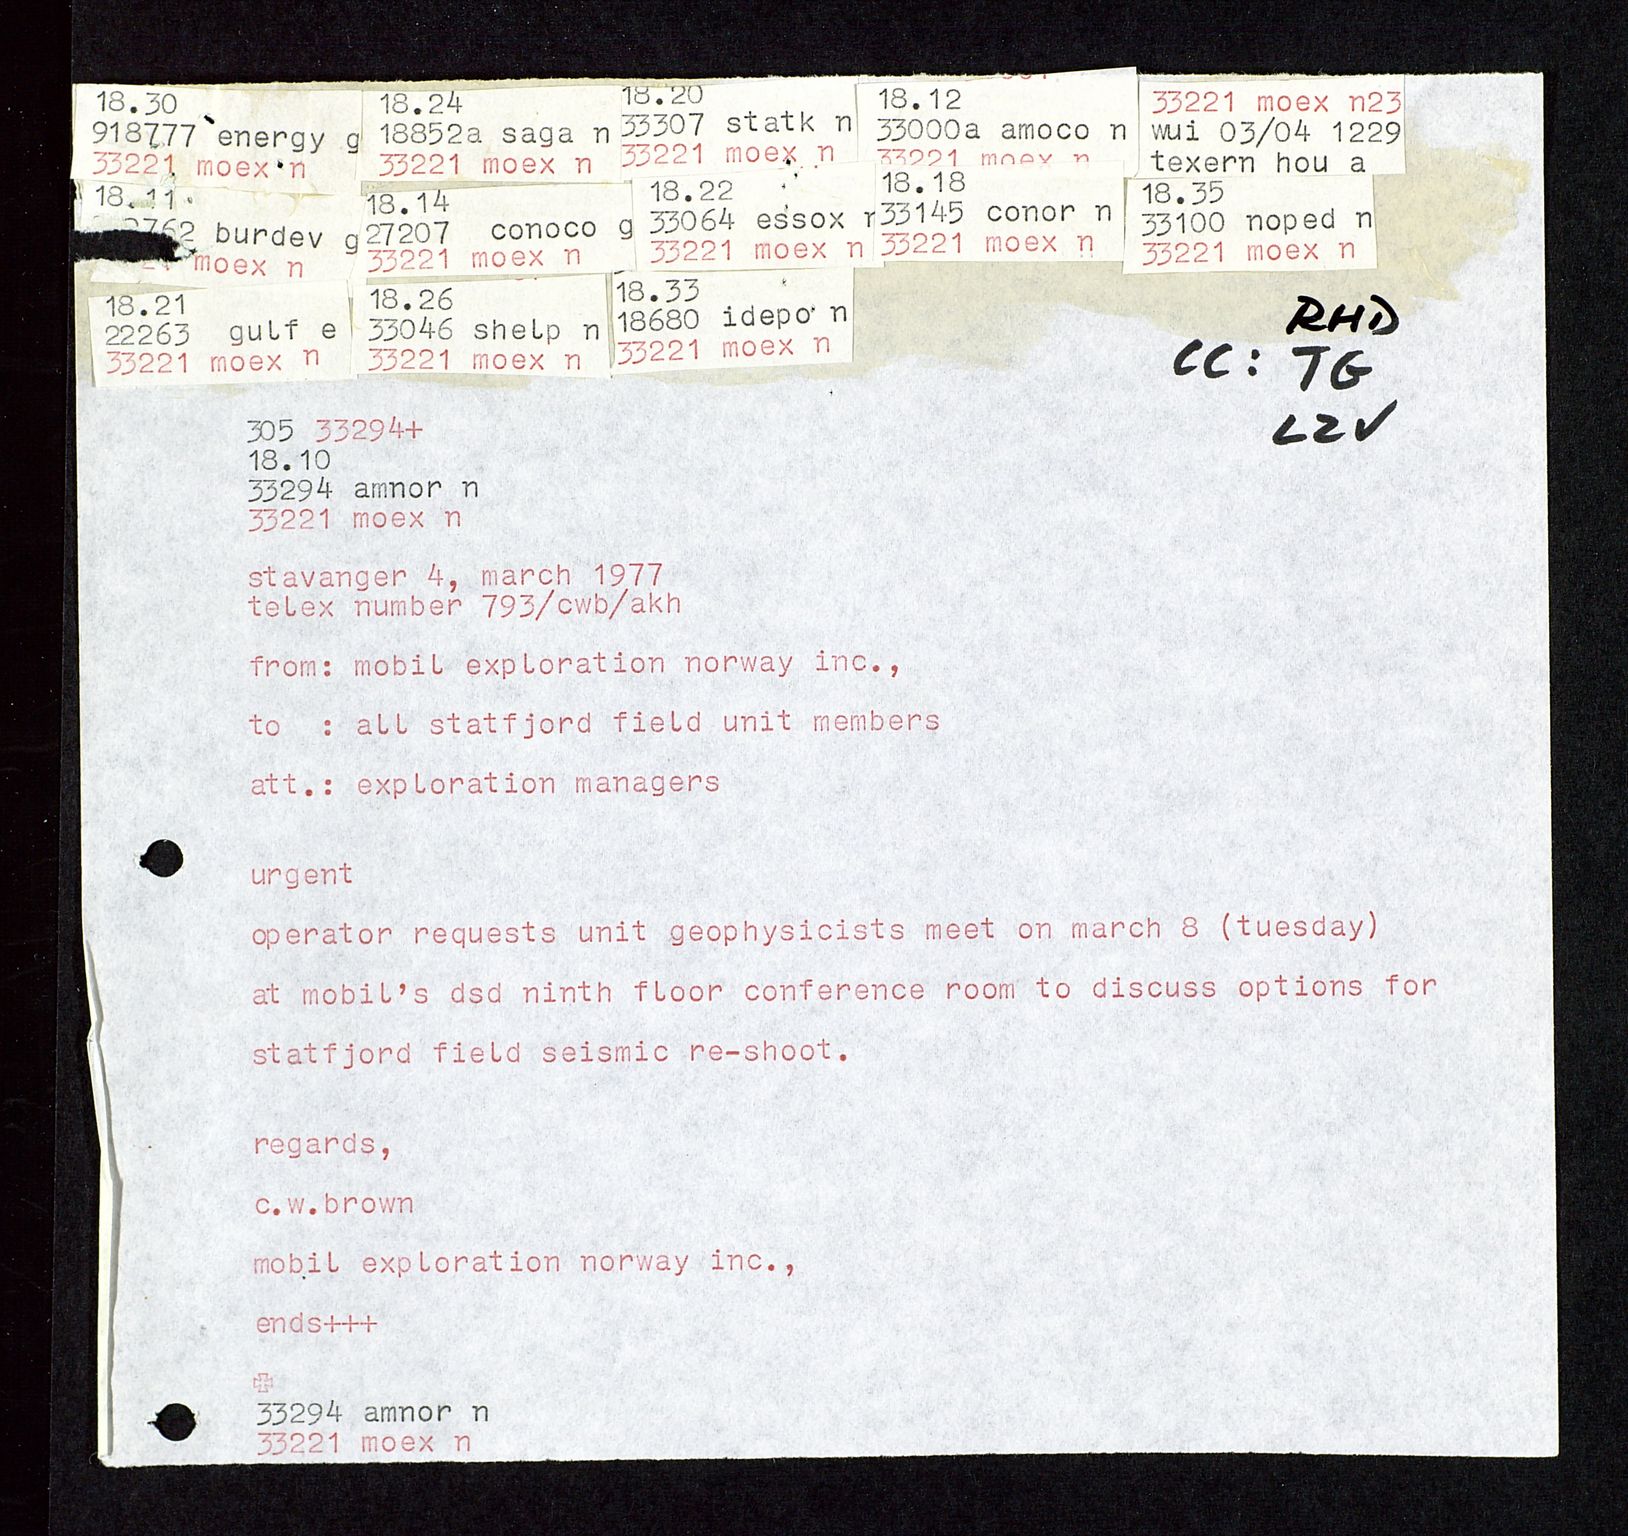 18.30
918777 energy g
33221 moex n
18.24
18852a saga n
33221 moex n
18.20
33307 statk n
33221 moex n
18.12
33000a amoco n
33221 moex n
33221 moex n23
wui 03/04 1229
texern hou a
18.11
burdev g
moex n
18.14
27207 conoco g
33221 moex n
18.22
33064 essox n
33221 moex n
18.18
33145 conor n
33221 moex n
18.35
33100 noped n
33221 moex n
18.21
22263 gulf e
33221 moex n
18.26
33046 shelp n
33221 moex n
18.33
18680 idepo n
33221 moex n
RHD
CC: TG
LZV
305 33294+
18.10
33294 amnor n
33221 moex n
stavanger 4, march 1977
telex number 793/cwb/akh
from: mobil exploration norway inc.,
to : all statfjord field unit members
att.: exploration managers
urgent
operator requests unit geophysicists meet on march 8 (tuesday)
at mobil's dsd ninth floor conference room to discuss options for
statfjord field seismic re-shoot.
regards,
c.w.brown
mobil exploration norway inc.,
ends+++
✠
33294 amnor n
33221 moex n